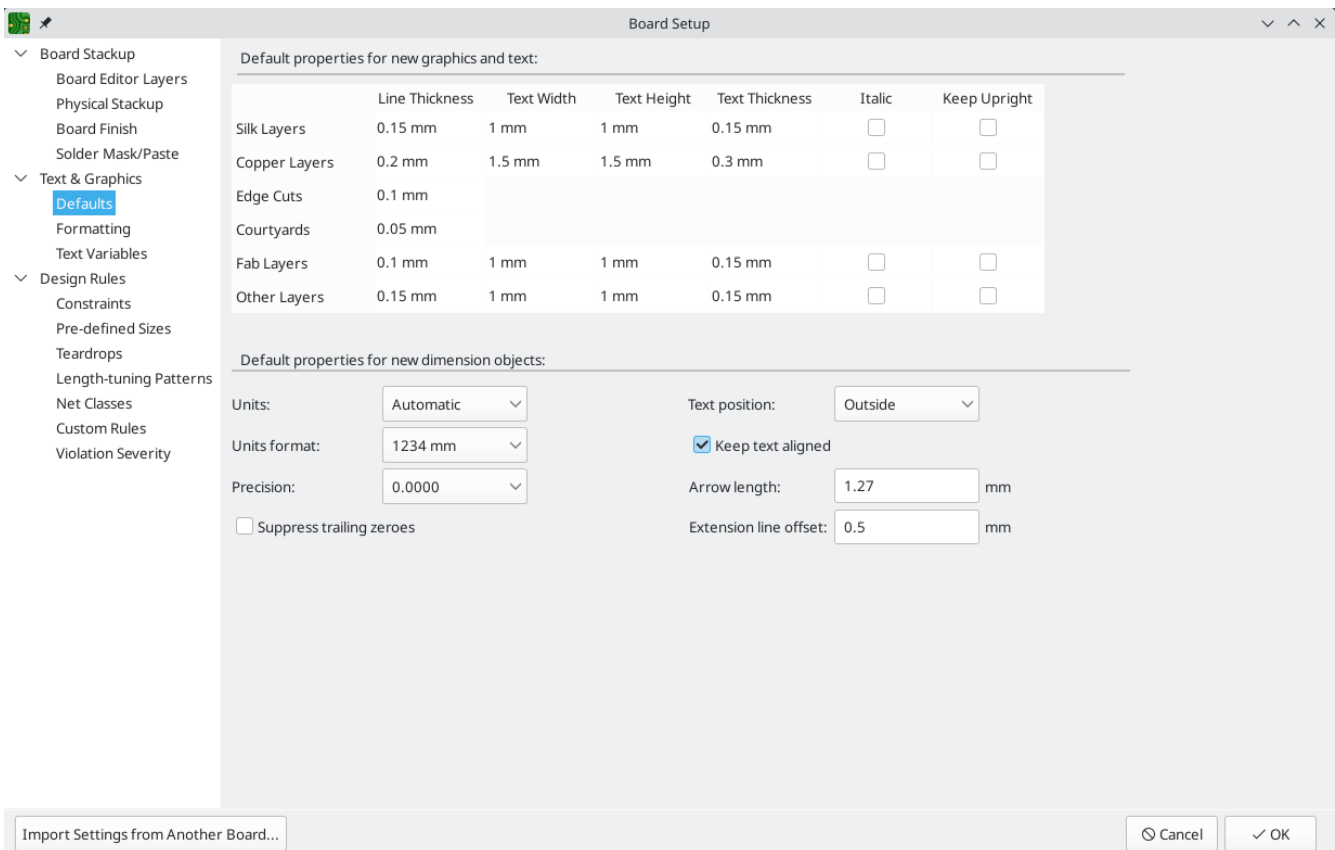 Board Setup
Board Stackup
Board Editor Layers
Physical Stackup
Board Finish
Solder Mask/Paste
Text & Graphics
Defaults
Formatting
Text Variables
Design Rules
Constraints
Pre-defined Sizes
Teardrops
Length-tuning Patterns
Net Classes
Custom Rules
Violation Severity
Default properties for new graphics and text:
Line Thickness Text Width Text Height Text Thickness Italic Keep Upright
Silk Layers 0.15 mm 1 mm 1 mm 0.15 mm
Copper Layers 0.2 mm 1.5 mm 1.5 mm 0.3 mm
Edge Cuts 0.1 mm
Courtyards 0.05 mm
Fab Layers 0.1 mm 1 mm 1 mm 0.15 mm
Other Layers 0.15 mm 1 mm 1 mm 0.15 mm
Default properties for new dimension objects:
Units: Automatic Text position: Outside
Units format: 1234 mm Keep text aligned
Precision: 0.0000 Arrow length: 1.27 mm
Suppress trailing zeroes Extension line offset: 0.5 mm
Import Settings from Another Board... Cancel OK